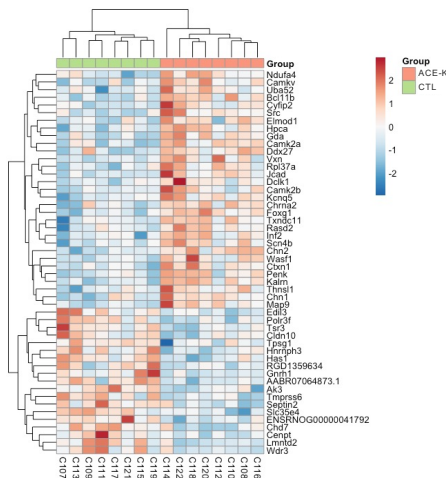 Group
Ndufa4
Camkv
Uba52
Bcl11b
Cyfip2
Src
Elmod1
Hpca
Gda
Camk2a
Ddx27
Vxn
Rpl37a
Jcad
Dclk1
Camk2b
Kcnq5
Chrna2
Foxg1
Txndc11
Rasd2
Inf2
Scn4b
Chn2
Wasf1
Ctxn1
Penk
Kalrn
Thnsl1
Chn1
Map9
Edil3
Polr3f
Tsr3
Cldn10
Tpsg1
Hnrnph3
Has1
RGD1359634
Gnrh1
AABR07064873.1
Ak3
Tmprss6
Septin2
Slc35e4
ENSRNOG00000041792
Chd7
Cenpt
Lmntd2
Wdr3
C107
C113
C109
C111
C117
C121
C115
C119
C114
C122
C118
C120
C112
C110
C108
C116
2
1
0
-1
-2
Group
ACE-K
CTL